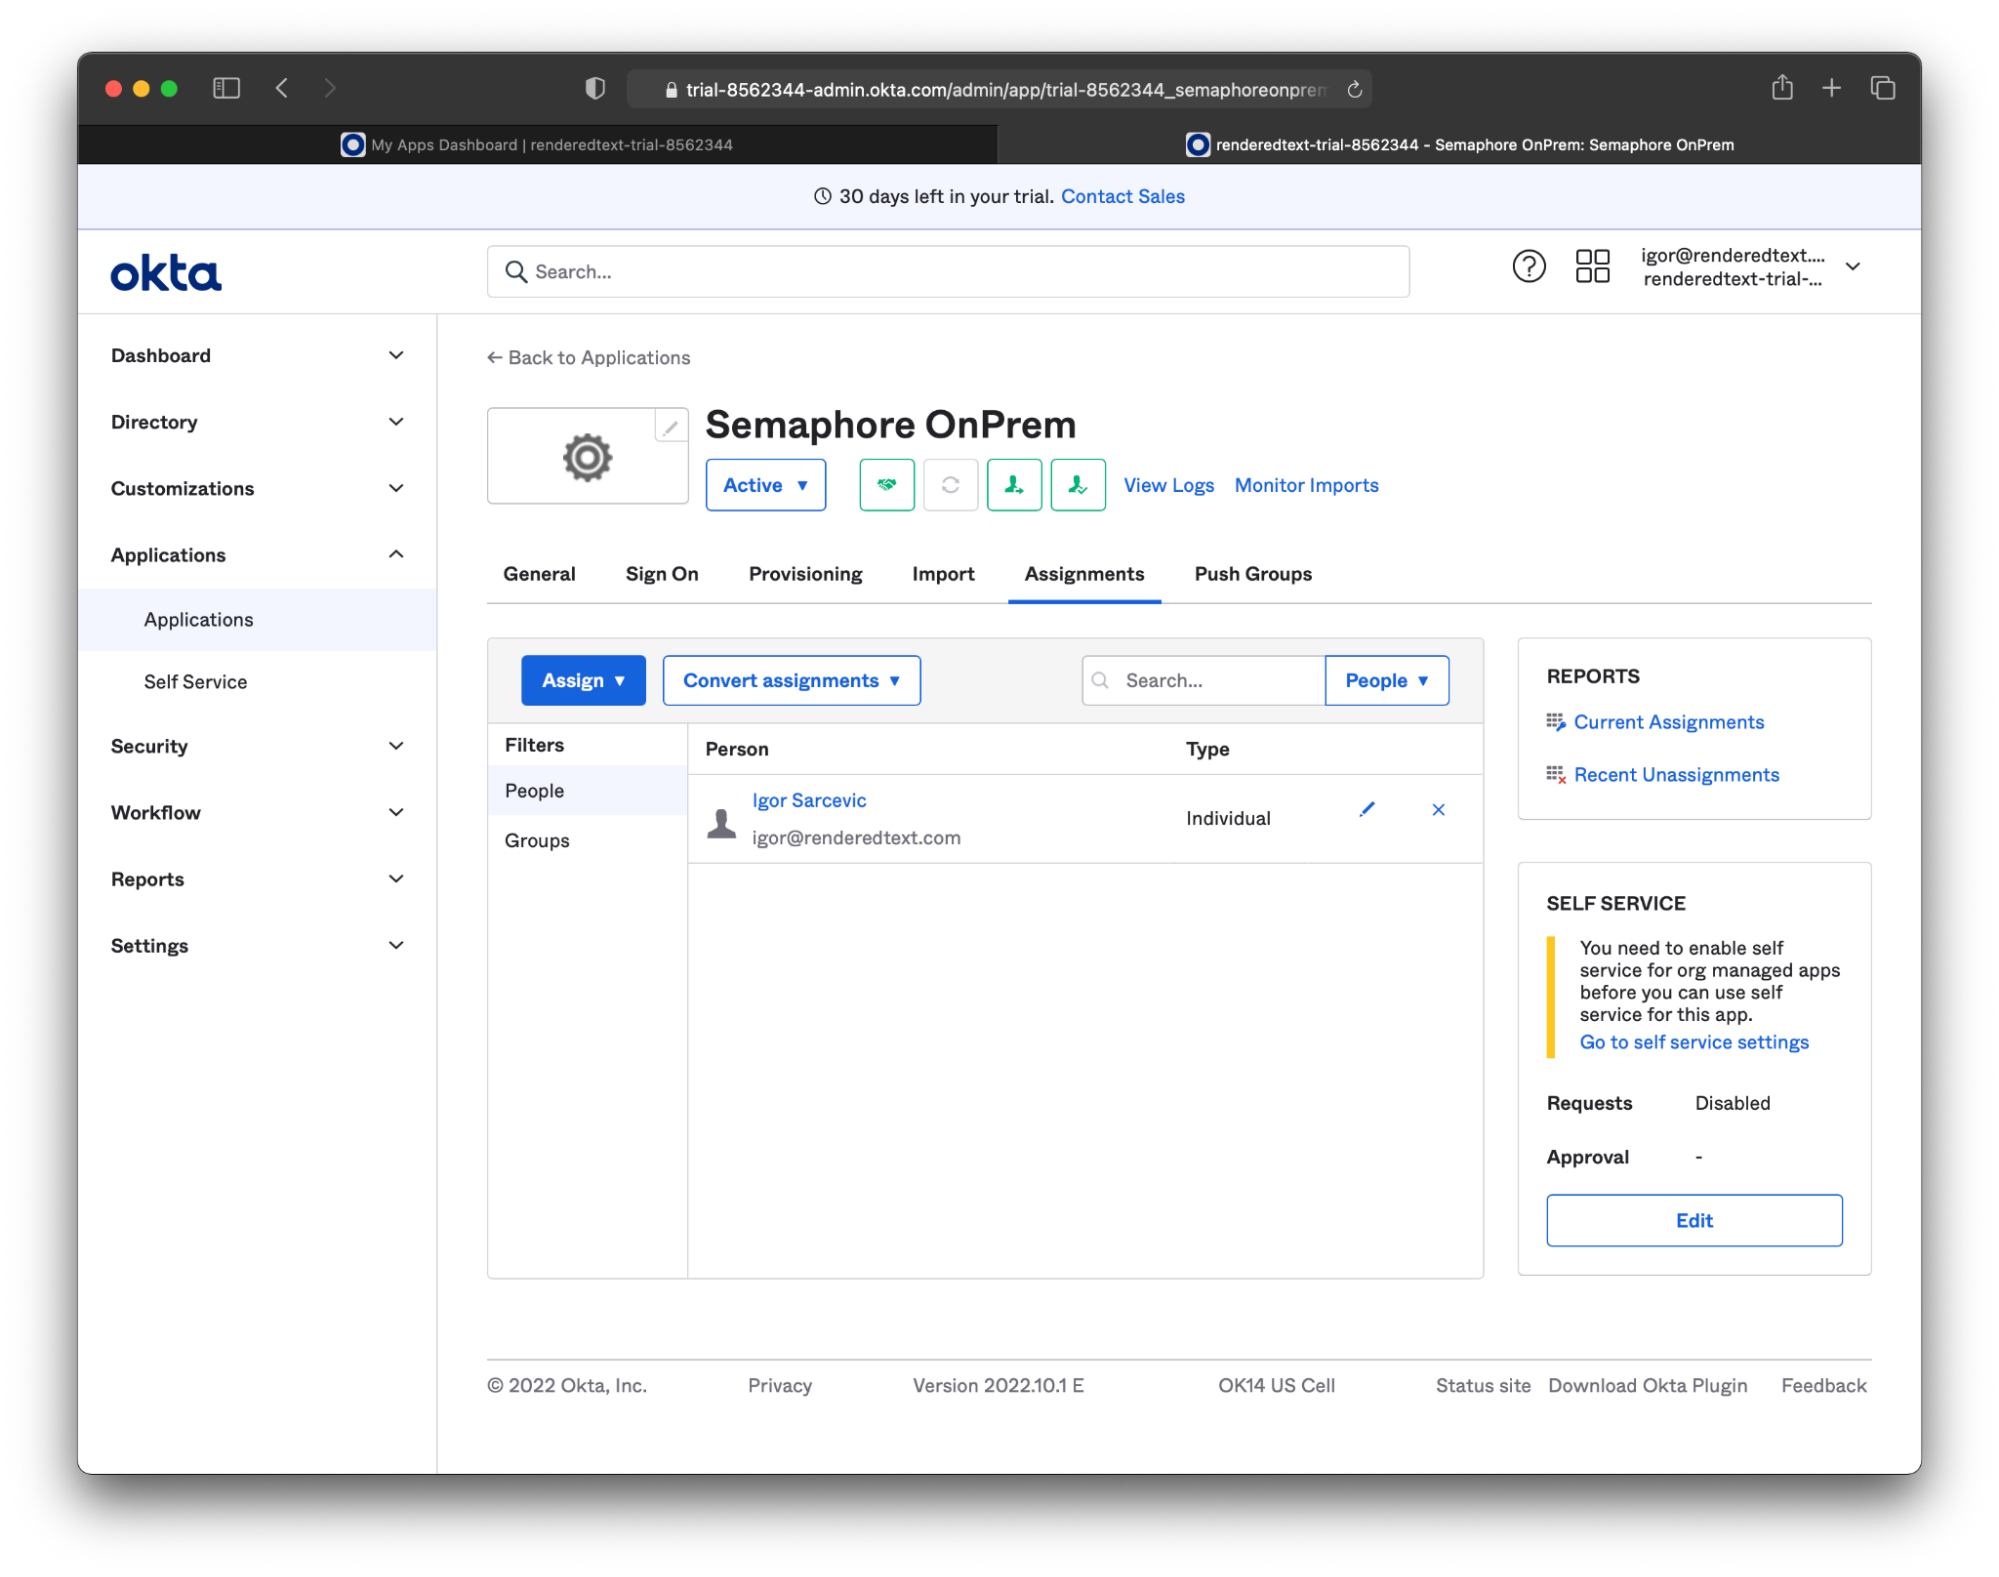 trial-8562344-admin.okta.com/admin/app/trial-8562344_semaphoreonprem
My Apps Dashboard | renderedtext-trial-8562344
renderedtext-trial-8562344 - Semaphore OnPrem: Semaphore OnPrem
30 days left in your trial. Contact Sales
okta
Search...
igor@renderedtext....
renderedtext-trial-...
Dashboard
Directory
Customizations
Applications
Applications
Self Service
Security
Workflow
Reports
Settings
← Back to Applications
Semaphore OnPrem
Active ▼
View Logs
Monitor Imports
General
Sign On
Provisioning
Import
Assignments
Push Groups
Assign ▼
Convert assignments ▼
Search...
People ▼
Filters
People
Groups
Person
Type
Igor Sarcevic
igor@renderedtext.com
Individual
REPORTS
Current Assignments
Recent Unassignments
SELF SERVICE
You need to enable self
service for org managed apps
before you can use self
service for this app.
Go to self service settings
Requests
Disabled
Approval
-
Edit
© 2022 Okta, Inc.
Privacy
Version 2022.10.1 E
OK14 US Cell
Status site
Download Okta Plugin
Feedback